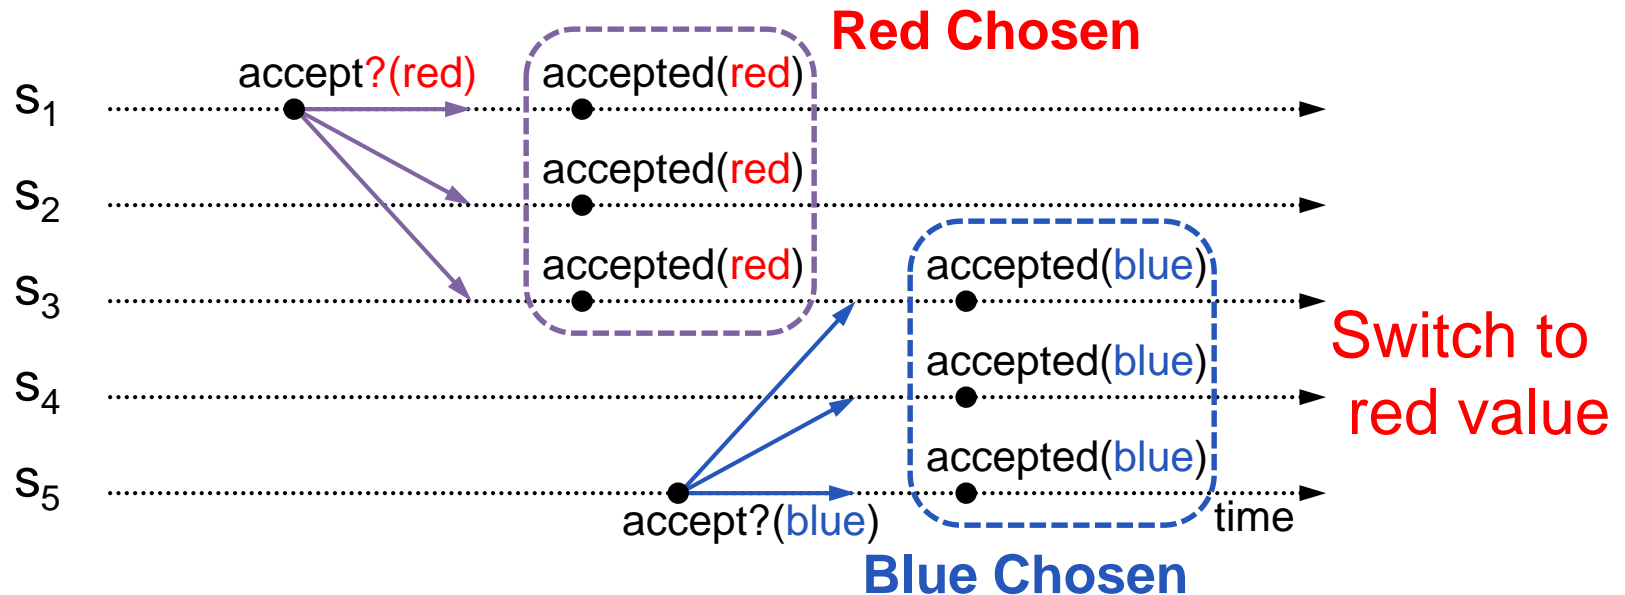 Red Chosen
accept?(red) accepted(red)
s1
accepted(red)
s2
accepted(red) accepted(blue)
s3
Switch to
accepted(blue)
s4
red value
accepted(blue)
s5
accept?(blue) time
Blue Chosen